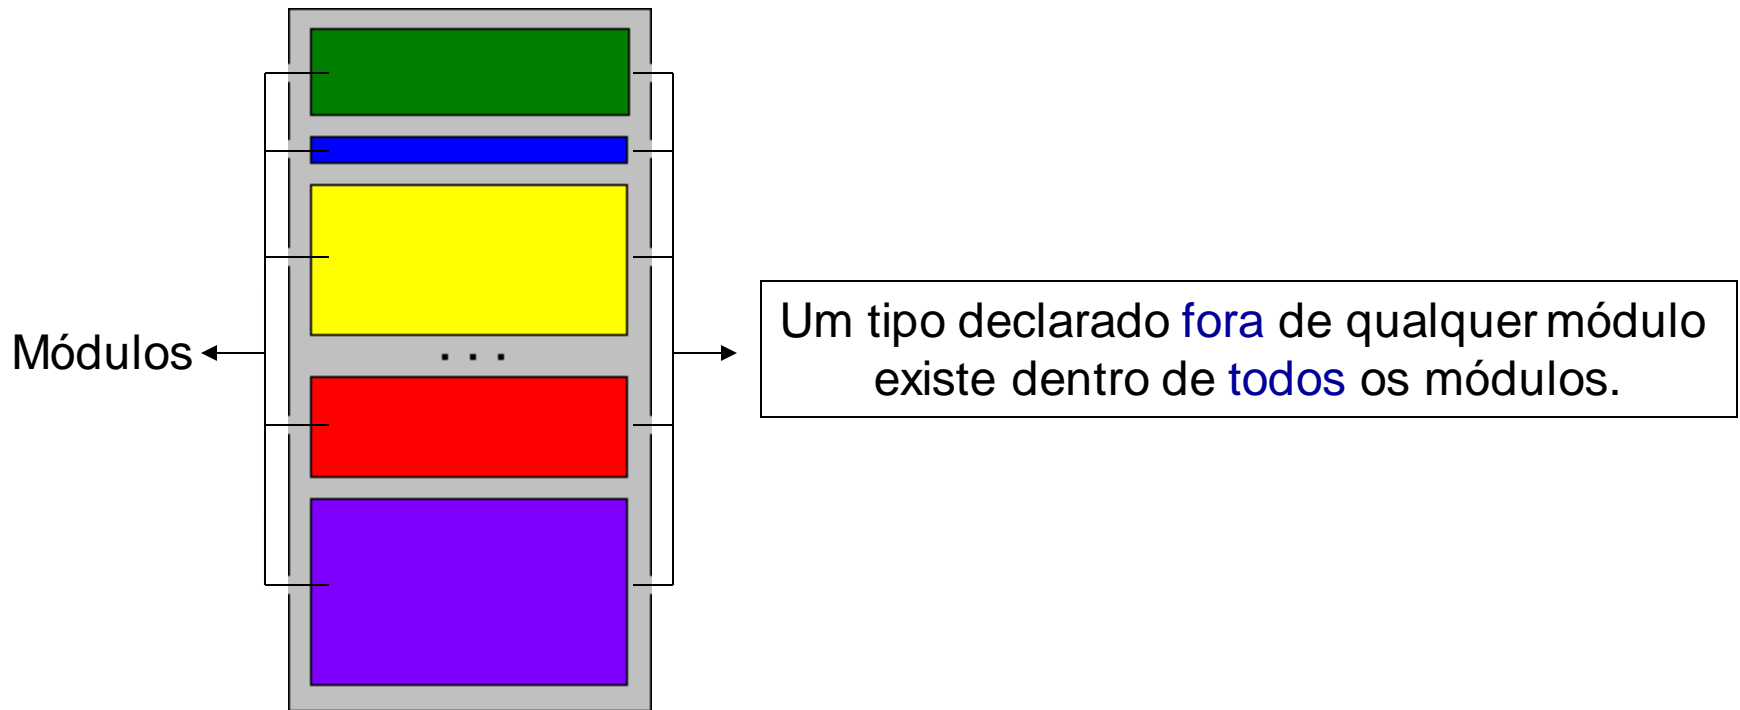 Módulos
. . .
Um tipo declarado fora de qualquer módulo
existe dentro de todos os módulos.